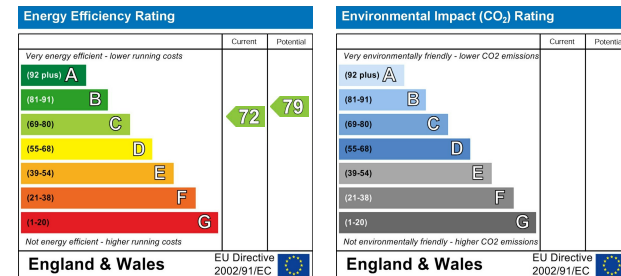 Energy Efficiency Rating
Current Potential
Very energy efficient - lower running costs
(92 plus) A
(81-91) B
(69-80) C
(55-68) D
(39-54) E
(21-38) F
(1-20) G
72
79
Not energy efficient - higher running costs
England & Wales
EU Directive
2002/91/EC
Environmental Impact (CO₂) Rating
Current Potential
Very environmentally friendly - lower CO2 emissions
(92 plus) A
(81-91) B
(69-80) C
(55-68) D
(39-54) E
(21-38) F
(1-20) G
Not environmentally friendly - higher CO2 emissions
England & Wales
EU Directive
2002/91/EC